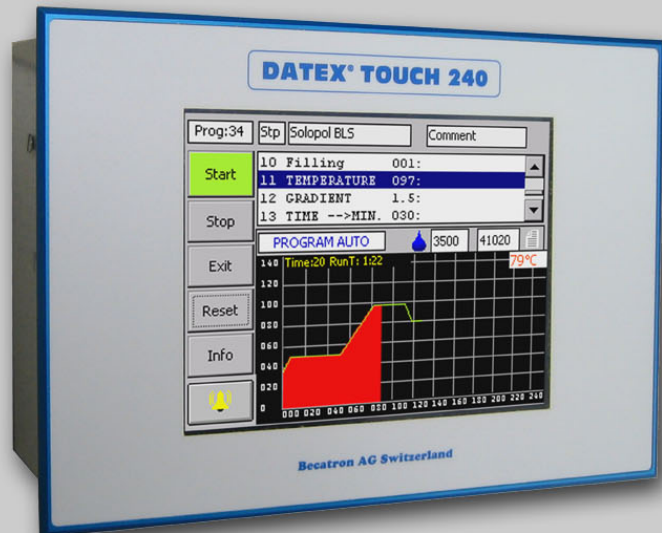 DATEX® TOUCH 240
Prog:34 Stp Solopol BLS Comment
Start
Stop
Exit
Reset
Info
10 Filling 001:
11 TEMPERATURE 097:
12 GRADIENT 1.5:
13 TIME -->MIN. 030:
PROGRAM AUTO 3500 41020
Time:20 RunT: 1:22 79°C
140
120
100
080
060
040
020
0
000 020 040 060 080 100 120 140 160 180 200 220 240
Becatron AG Switzerland